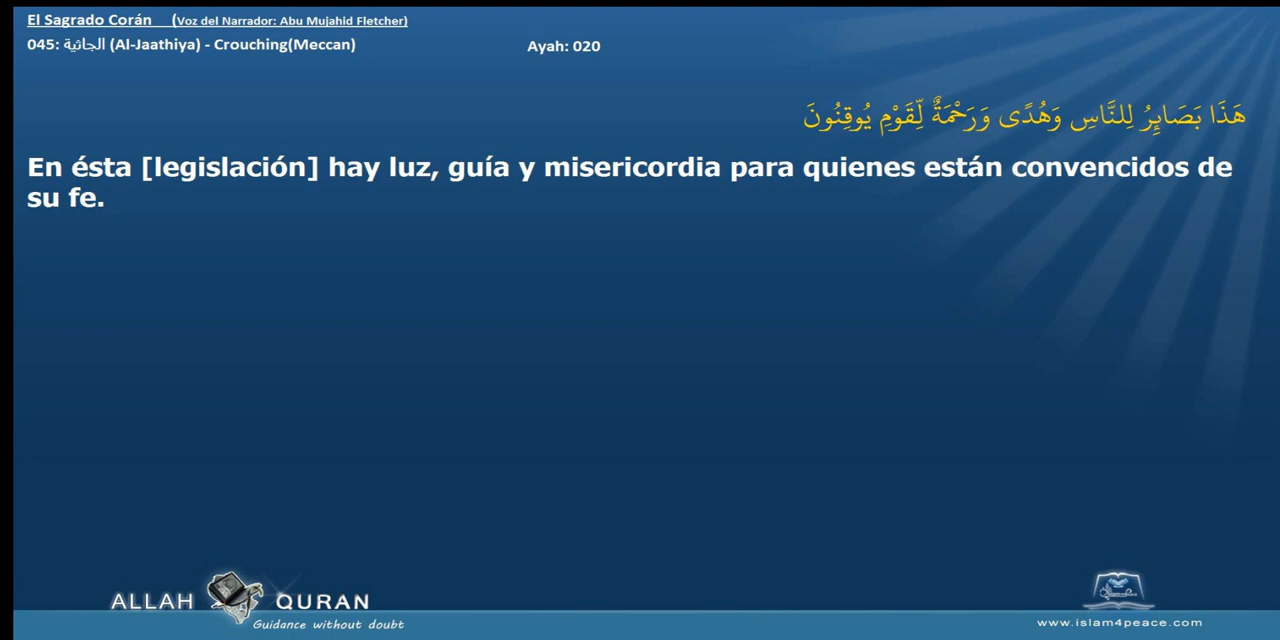 El Sagrado Corán (Voz del Narrador: Abu Mujahid Fletcher)
045: الجاثية (Al-Jaathiya) - Crouching(Meccan) Ayah: 020
هَذَا بَصَائِرُ لِلنَّاسِ وَهُدًى وَرَحْمَةٌ لِّقَوْمِ يُوقِنُونَ
En ésta [legislación] hay luz, guía y misericordia para quienes están convencidos de
su fe.
ALLAH QURAN
Guidance without doubt
www.islam4peace.com